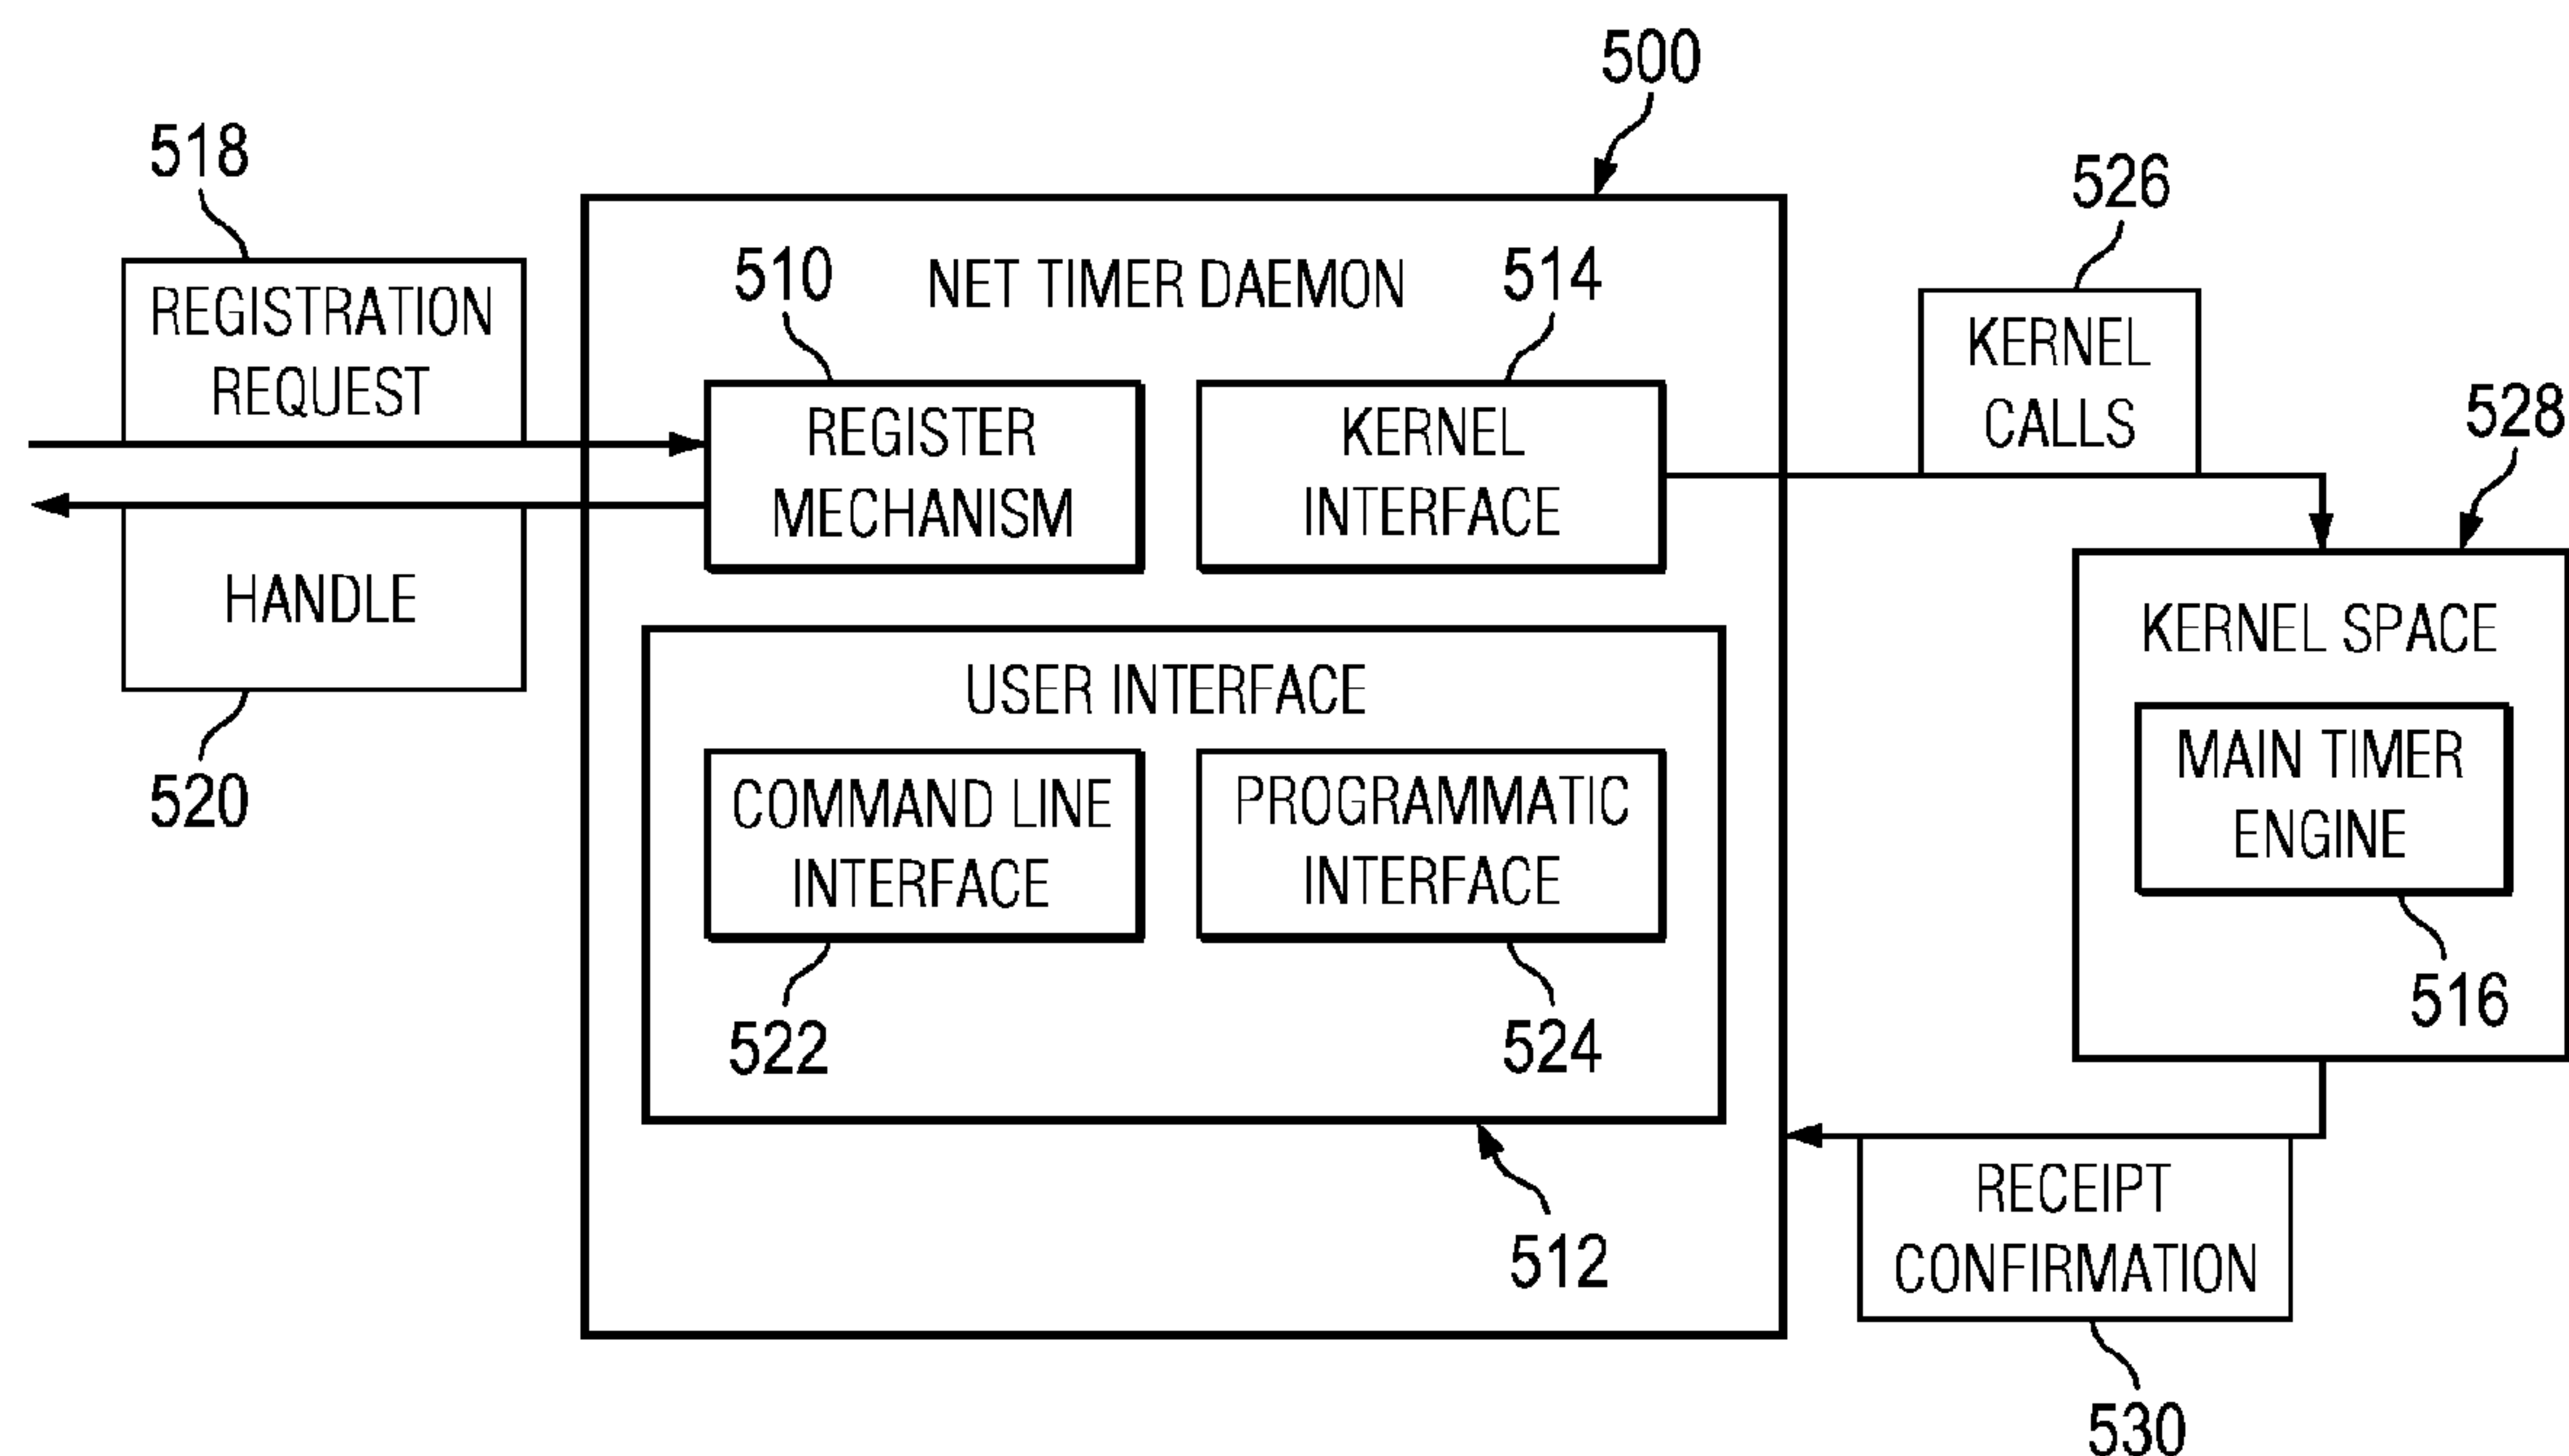 500
518
526
510
NET TIMER DAEMON
514
REGISTRATION
REQUEST
KERNEL
CALLS
528
REGISTER
MECHANISM
KERNEL
INTERFACE
HANDLE
KERNEL SPACE
USER INTERFACE
520
COMMAND LINE
INTERFACE
PROGRAMMATIC
INTERFACE
MAIN TIMER
ENGINE
516
522
524
512
RECEIPT
CONFIRMATION
530